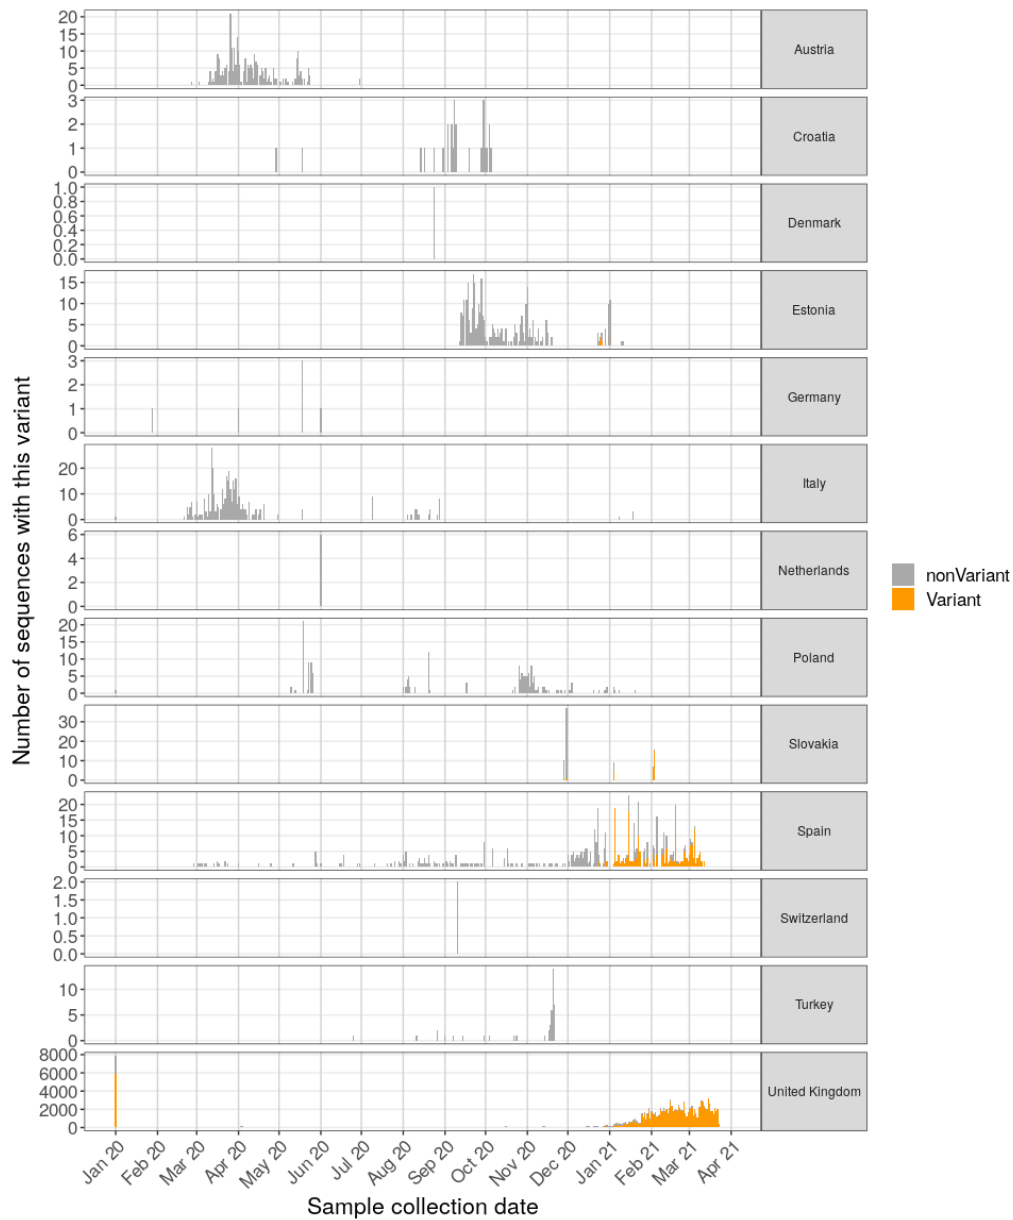 20
15
10
5
0
Austria
3
2
1
0
Croatia
1.0
0.8
0.6
0.4
0.2
0.0
Denmark
15
10
5
0
Estonia
3
2
1
0
Germany
20
10
0
Italy
6
4
2
0
Netherlands
20
15
10
5
0
Poland
30
20
10
0
Slovakia
20
15
10
5
0
Spain
2.0
1.5
1.0
0.5
0.0
Switzerland
10
5
0
Turkey
8000
6000
4000
2000
0
United Kingdom
Number of sequences with this variant
nonVariant
Variant
Jan 20
Feb 20
Mar 20
Apr 20
May 20
Jun 20
Jul 20
Aug 20
Sep 20
Oct 20
Nov 20
Dec 20
Jan 21
Feb 21
Mar 21
Apr 21
Sample collection date